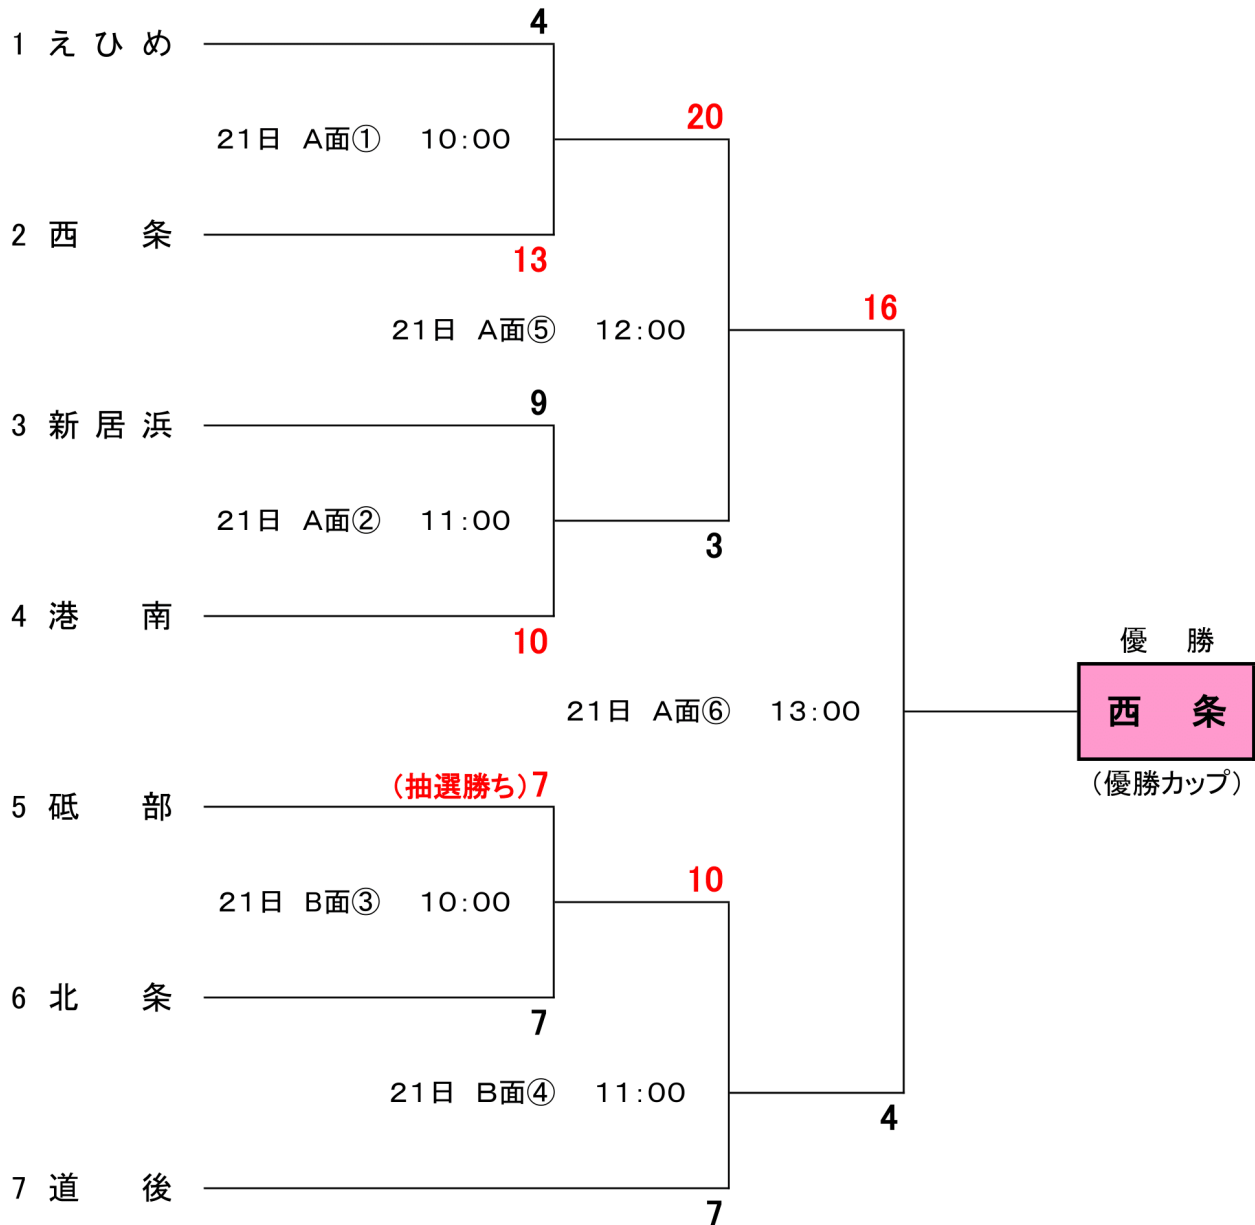 4
1 えひめ
20
21日 A面① 10:00
2 西条
13
16
21日 A面⑤ 12:00
9
3 新居浜
21日 A面② 11:00
3
4 港南
10
優勝
21日 A面⑥ 13:00
西条
(抽選勝ち)7
(優勝カップ)
5 砥部
10
21日 B面③ 10:00
6 北条
7
21日 B面④ 11:00
4
7 道後
7